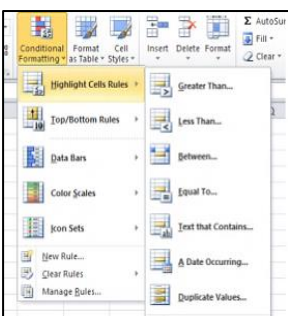 Conditional Formatting
Format as Table
Cell Styles
Insert
Delete
Format
Σ AutoSur
Fill
Clear
Highlight Cells Rules
Top/Bottom Rules
Data Bars
Color Scales
Icon Sets
New Rule...
Clear Rules
Manage Rules...
Greater Than...
Less Than...
Between...
Equal To...
Text that Contains...
A Date Occurring...
Duplicate Values...